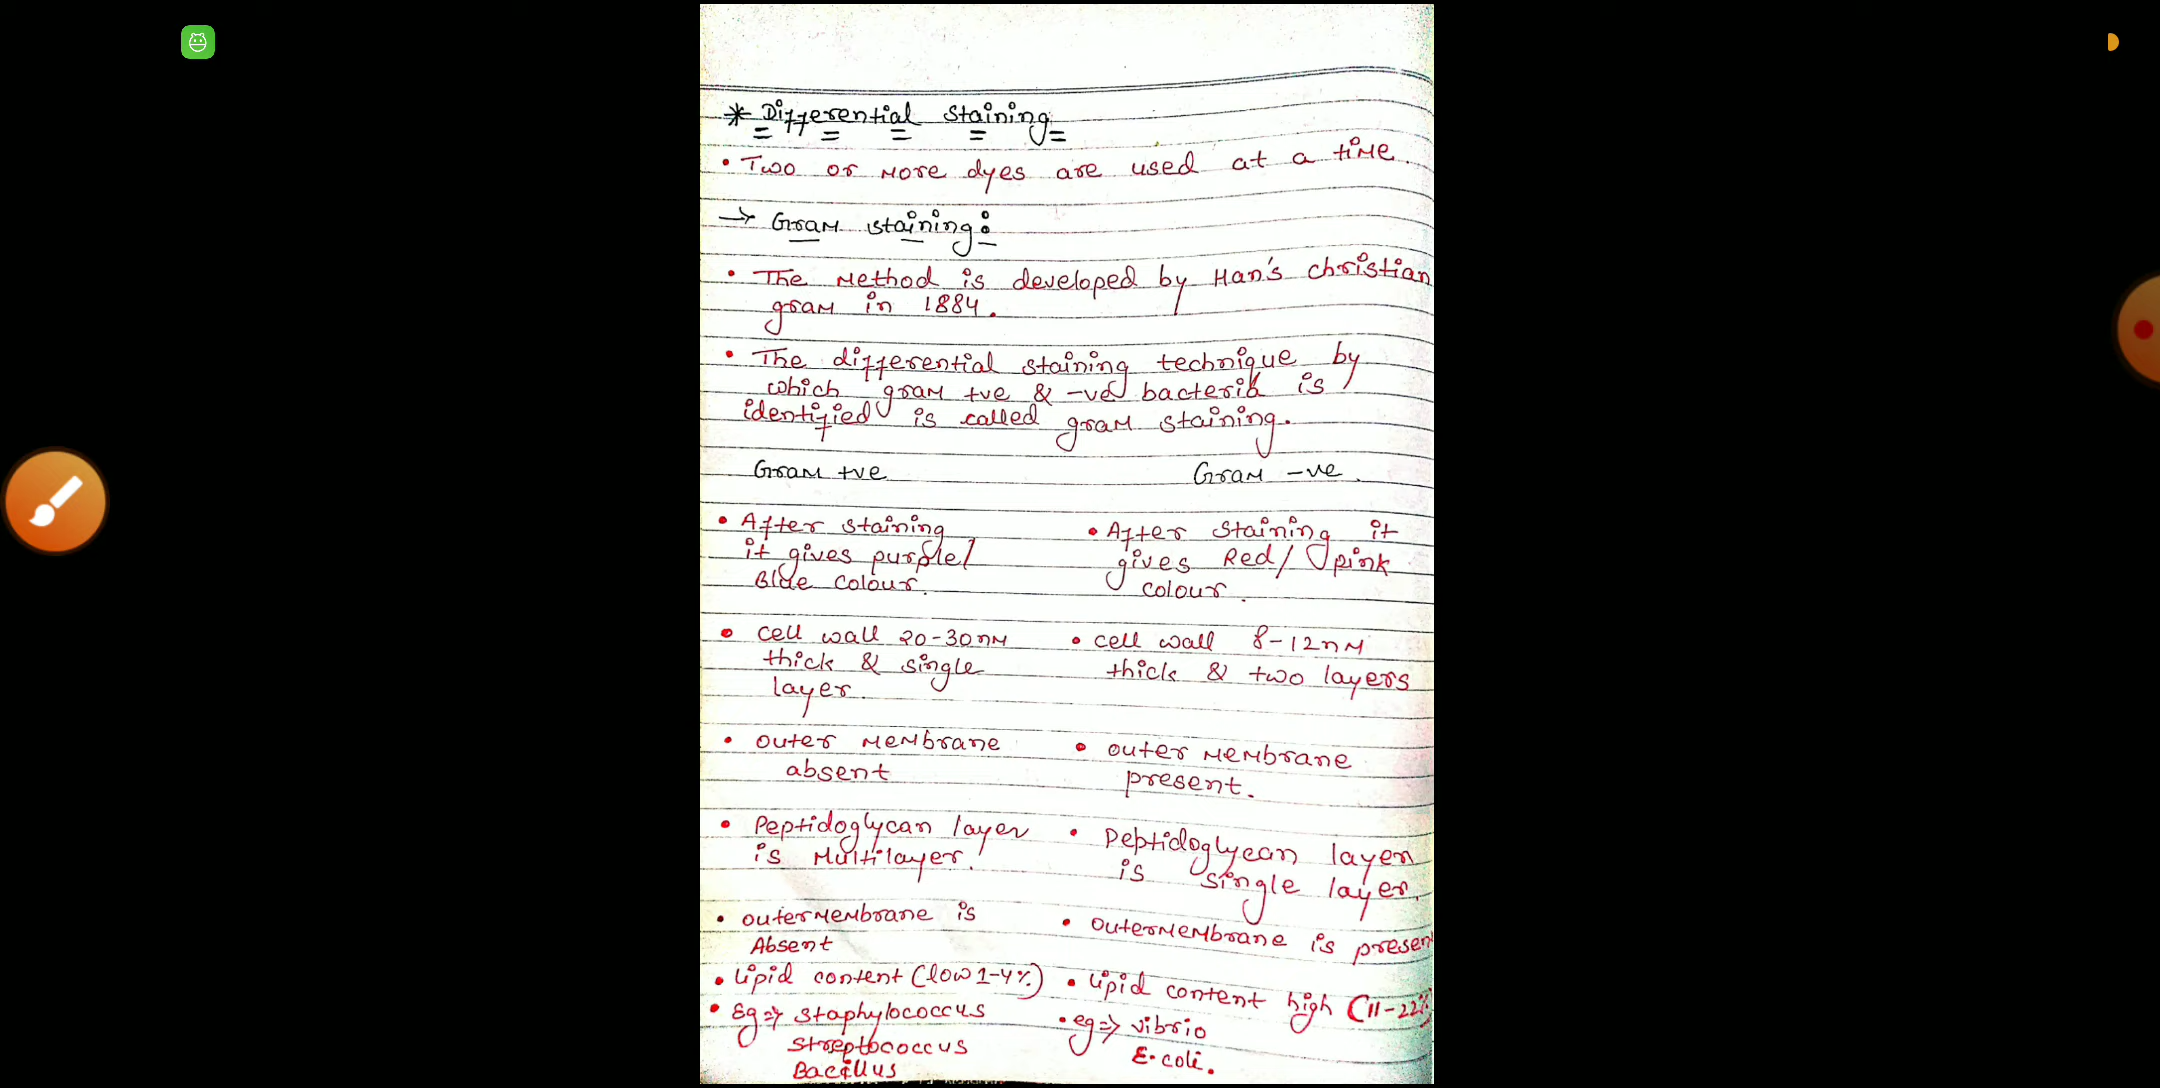 * Differential Staining
• Two or more dyes are used at a time.
→ Gram staining:
• The method is developed by Han's christian
gram in 1884.
• The differential staining technique by
which gram +ve & -ve bacteria is
identified is called gram staining.
Gram +ve Gram -ve.
• After staining • After staining it
it gives purple/ gives Red/ pink
Blue colour. colour.
• cell wall 20-30nm • cell wall 8-12nm
thick & single thick & two layers
layer.
• outer membrane • outer membrane
absent present.
• Peptidoglycan layer • Peptidoglycan layer
is multilayer. is single layer.
• outermembrane is • outermembrane is present
Absent
• lipid content (low 1-4%) • lipid content high (11-22%)
• Eg => Staphylococcus • eg => vibrio
Streptococcus E.coli.
Bacillus